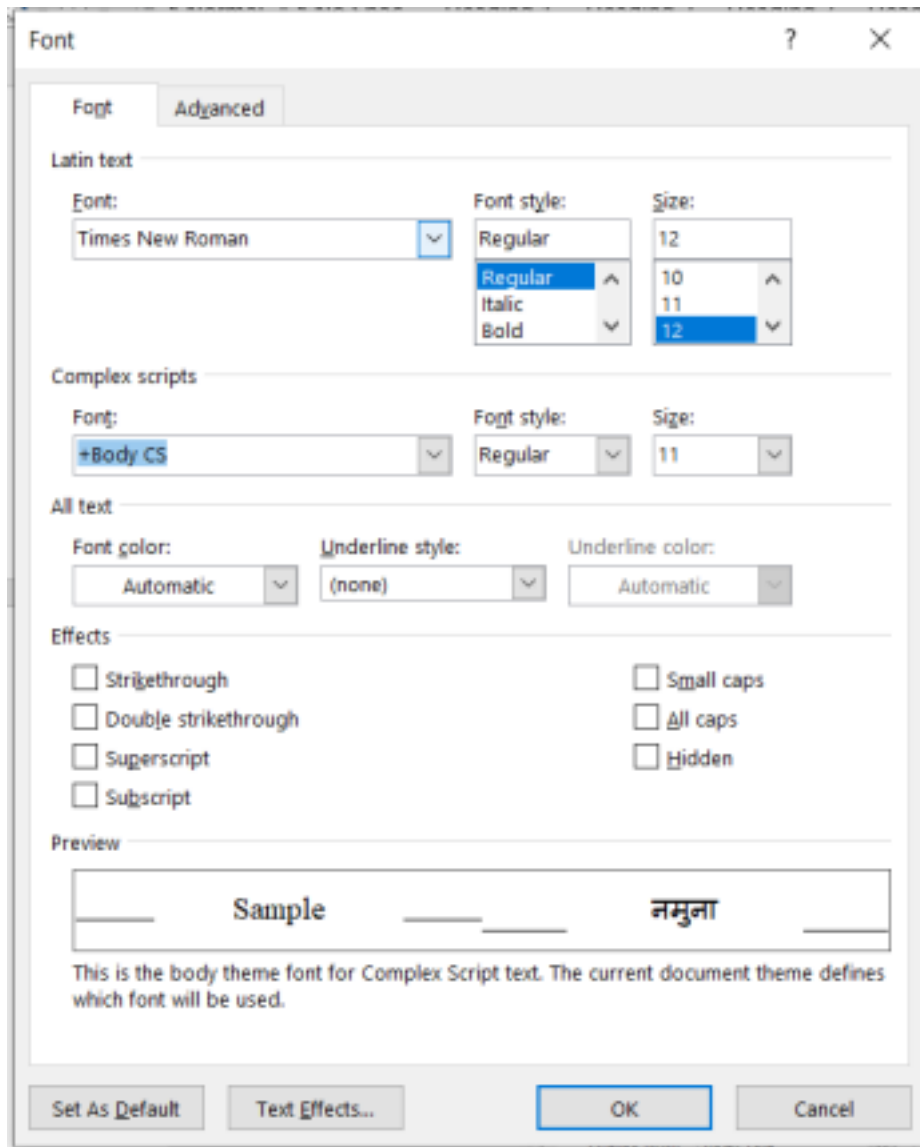 Font
?
Font Advanced
Latin text
Font: Font style: Size:
Times New Roman Regular 12
Regular 10
Italic 11
Bold 12
Complex scripts
Font: Font style: Size:
+Body CS Regular 11
All text
Font color: Underline style: Underline color:
Automatic (none) Automatic
Effects
Strikethrough Small caps
Double strikethrough All caps
Superscript Hidden
Subscript
Preview
Sample नमुना
This is the body theme font for Complex Script text. The current document theme defines
which font will be used.
Set As Default Text Effects... OK Cancel